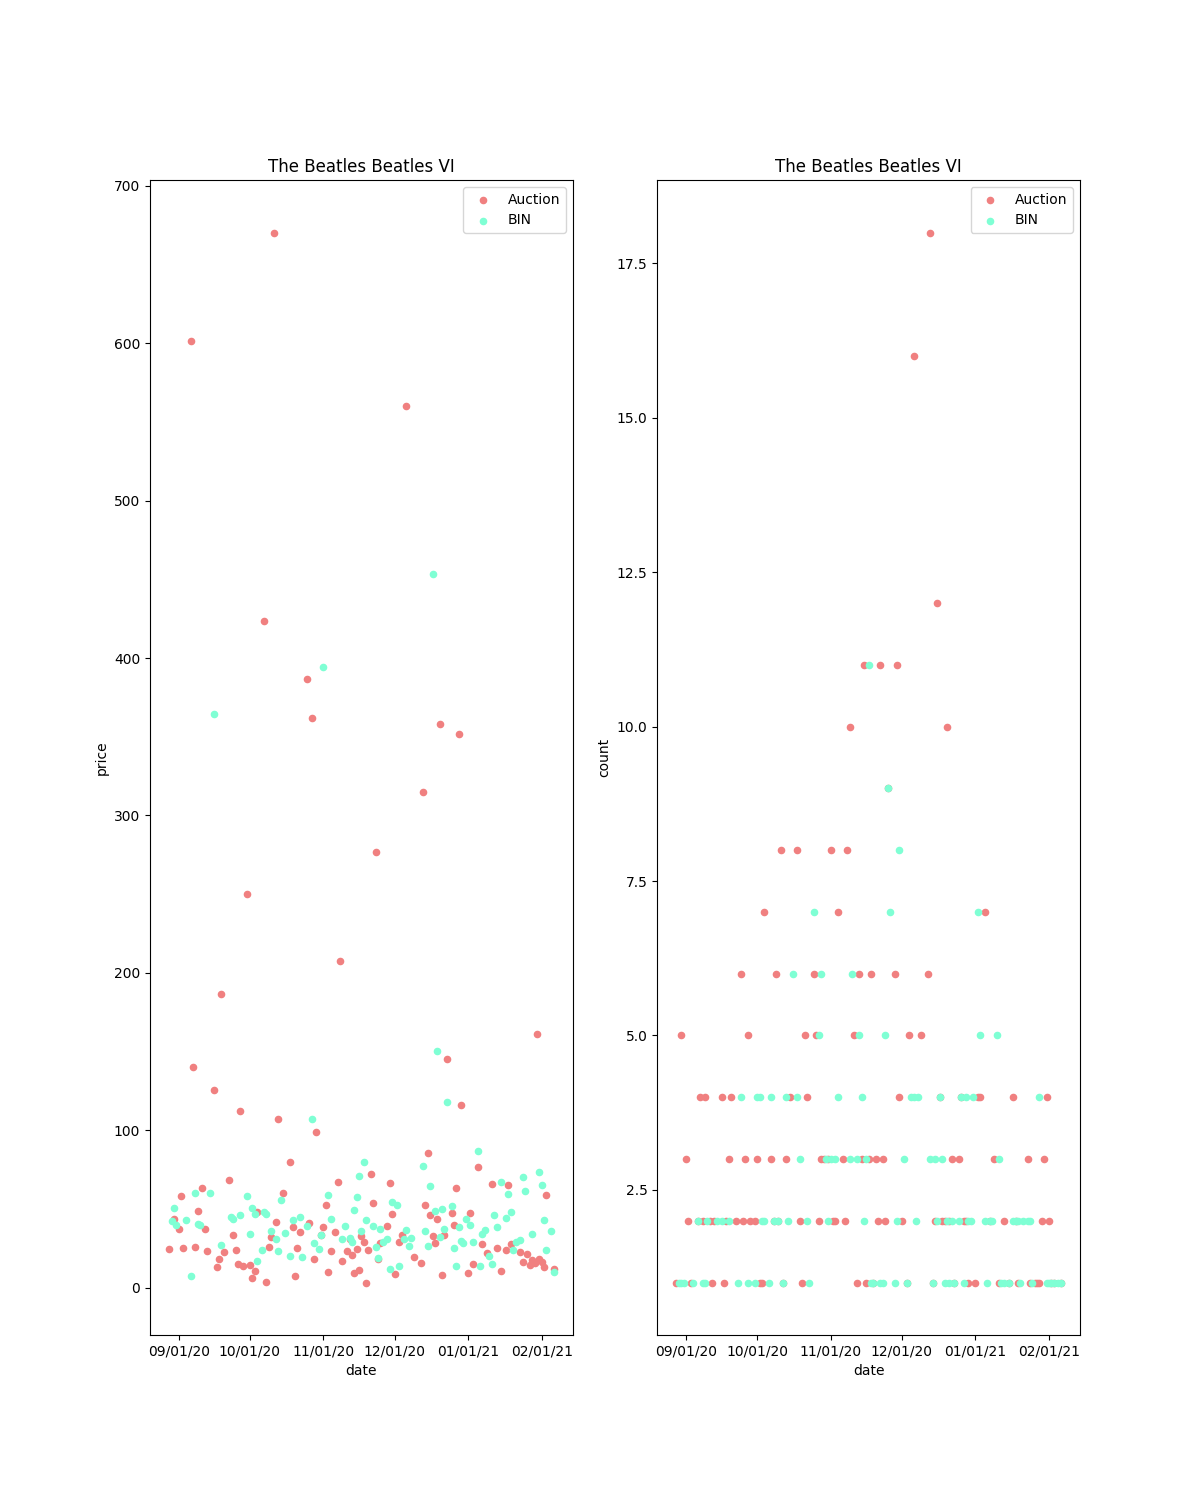 The Beatles Beatles VI
Auction
BIN
700
600
500
400
300
200
100
0
price
09/01/20 10/01/20 11/01/20 12/01/20 01/01/21 02/01/21
date
The Beatles Beatles VI
Auction
BIN
17.5
15.0
12.5
10.0
7.5
5.0
2.5
count
09/01/20 10/01/20 11/01/20 12/01/20 01/01/21 02/01/21
date